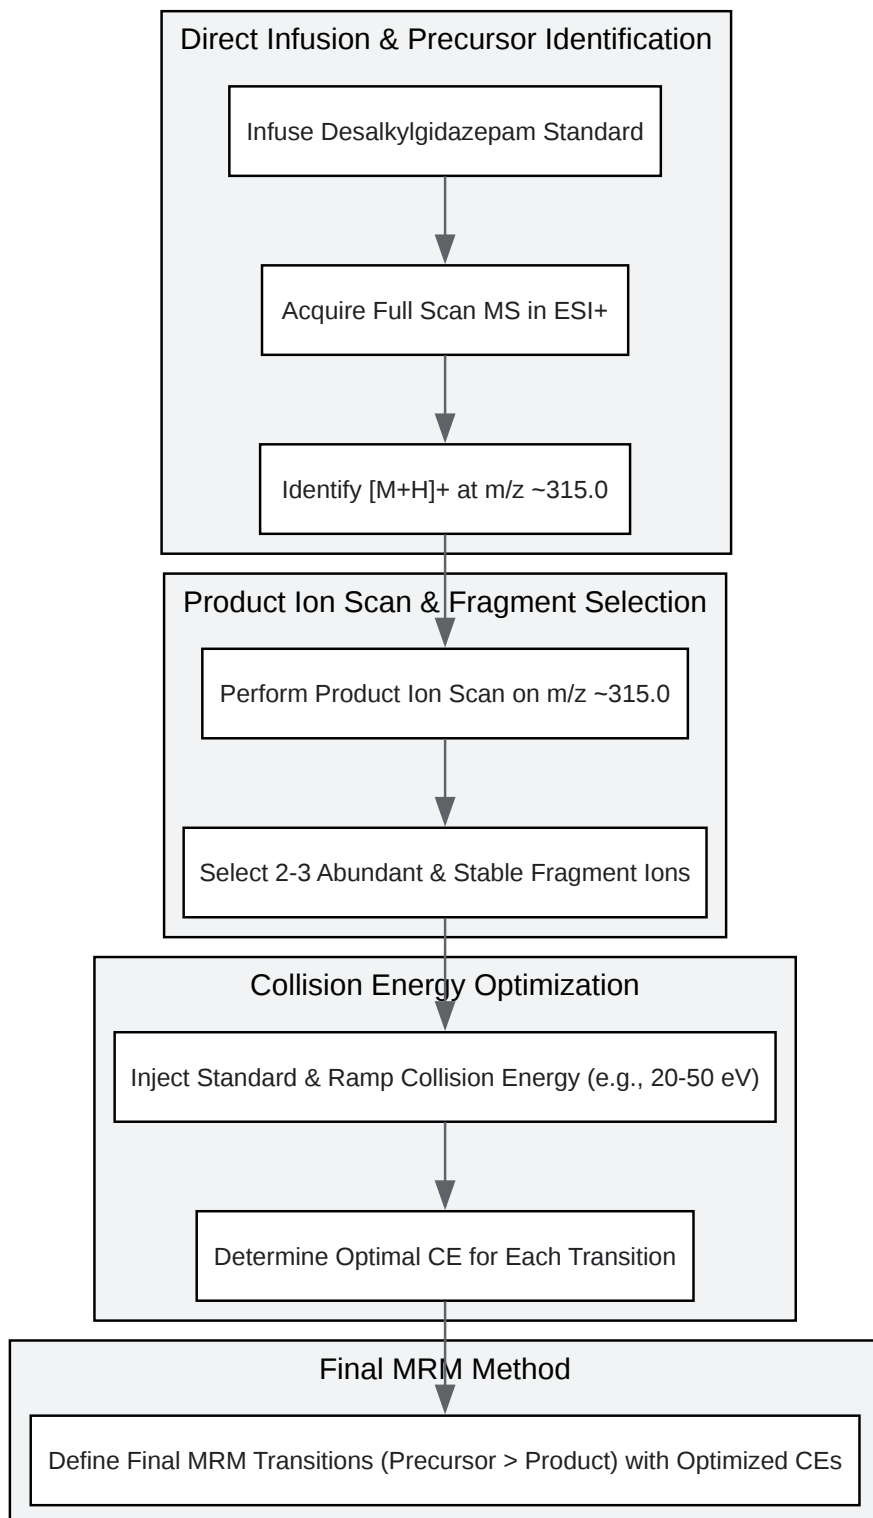 Direct Infusion & Precursor Identification
Infuse Desalkylgidazepam Standard
Acquire Full Scan MS in ESI+
Identify [M+H]+ at m/z ~315.0
Product Ion Scan & Fragment Selection
Perform Product Ion Scan on m/z ~315.0
Select 2-3 Abundant & Stable Fragment Ions
Collision Energy Optimization
Inject Standard & Ramp Collision Energy (e.g., 20-50 eV)
Determine Optimal CE for Each Transition
Final MRM Method
Define Final MRM Transitions (Precursor > Product) with Optimized CEs